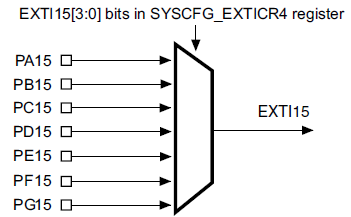 EXTI15[3:0] bits in SYSCFG_EXTICR4 register
PA15
PB15
PC15
PD15
PE15
PF15
PG15
EXTI15